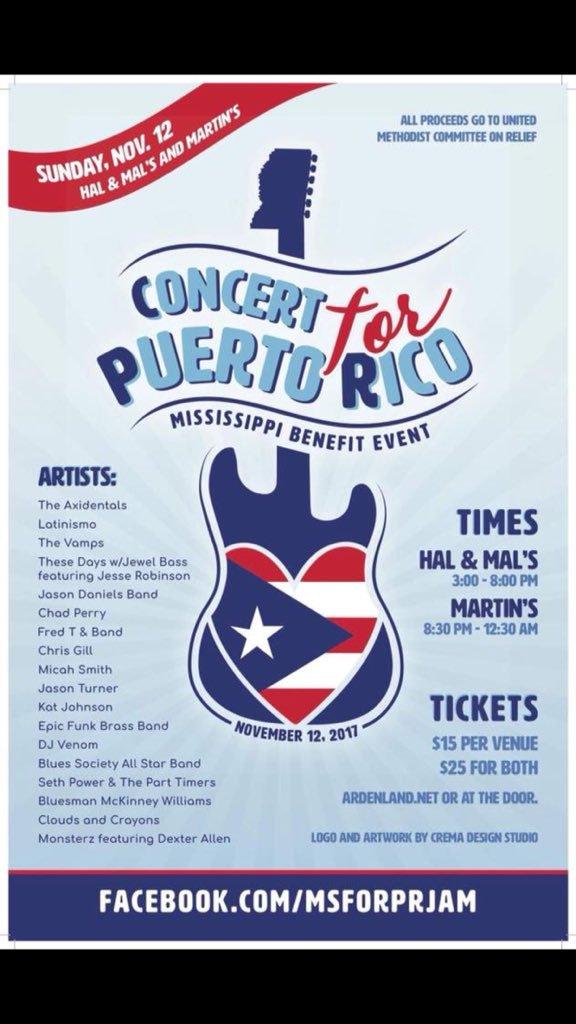 SUNDAY, NOV. 12
HAL & MAL'S AND MARTIN'S
ALL PROCEEDS GO TO UNITED
METHODIST COMMITTEE ON RELIEF
CONCERT for
PUERTO RICO
MISSISSIPPI BENEFIT EVENT
ARTISTS:
The Axidentals
Latinismo
The Vamps
These Days w/Jewel Bass
featuring Jesse Robinson
Jason Daniels Band
Chad Perry
Fred T & Band
Chris Gill
Micah Smith
Jason Turner
Kat Johnson
Epic Funk Brass Band
DJ Venom
Blues Society All Star Band
Seth Power & The Part Timers
Bluesman McKinney Williams
Clouds and Crayons
Monsterz featuring Dexter Allen
NOVEMBER 12, 2017
TIMES
HAL & MAL'S
3:00 - 8:00 PM
MARTIN'S
8:30 PM - 12:30 AM
TICKETS
$15 PER VENUE
$25 FOR BOTH
ARDENLAND.NET OR AT THE DOOR.
LOGO AND ARTWORK BY CREMA DESIGN STUDIO
FACEBOOK.COM/MSFORPRJAM